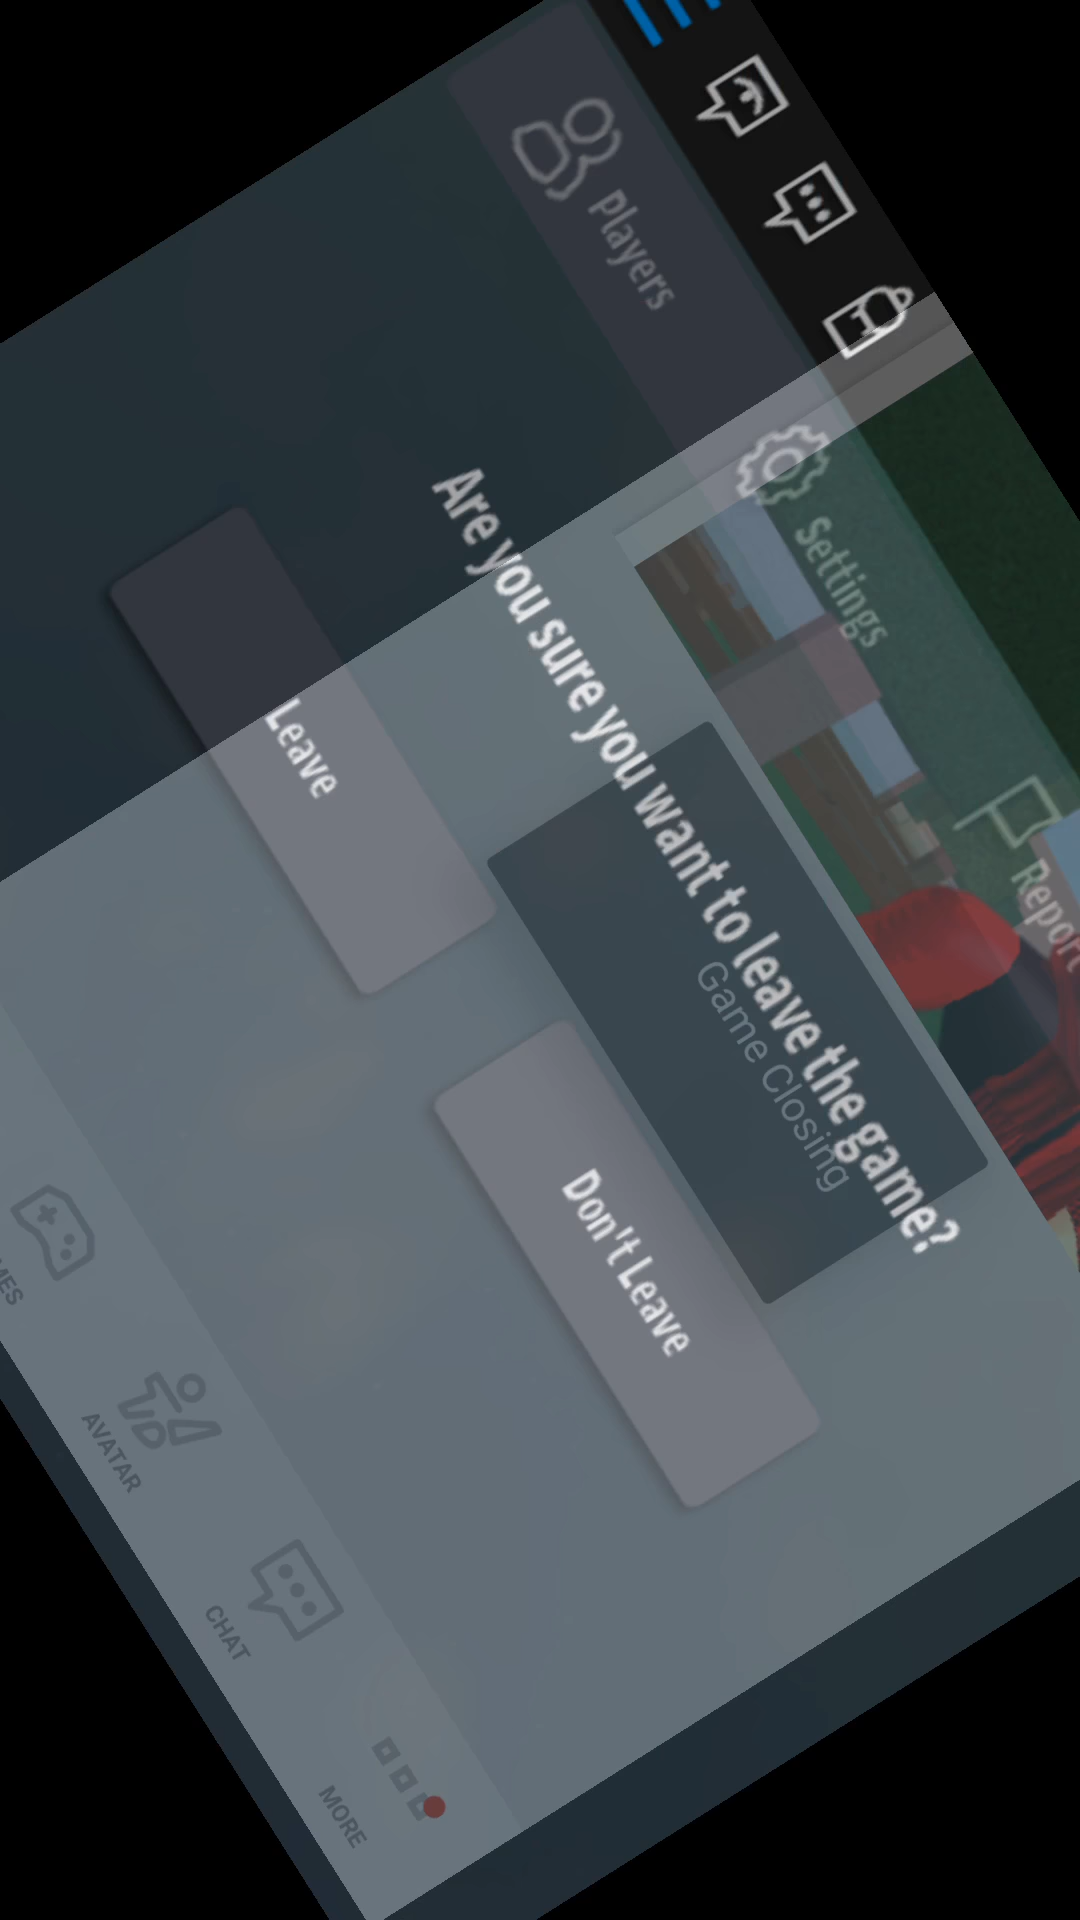 Players
Settings
Report
Are you sure you want to leave the game?
Game Closing
Leave
Don't Leave
AVATAR
CHAT
MORE